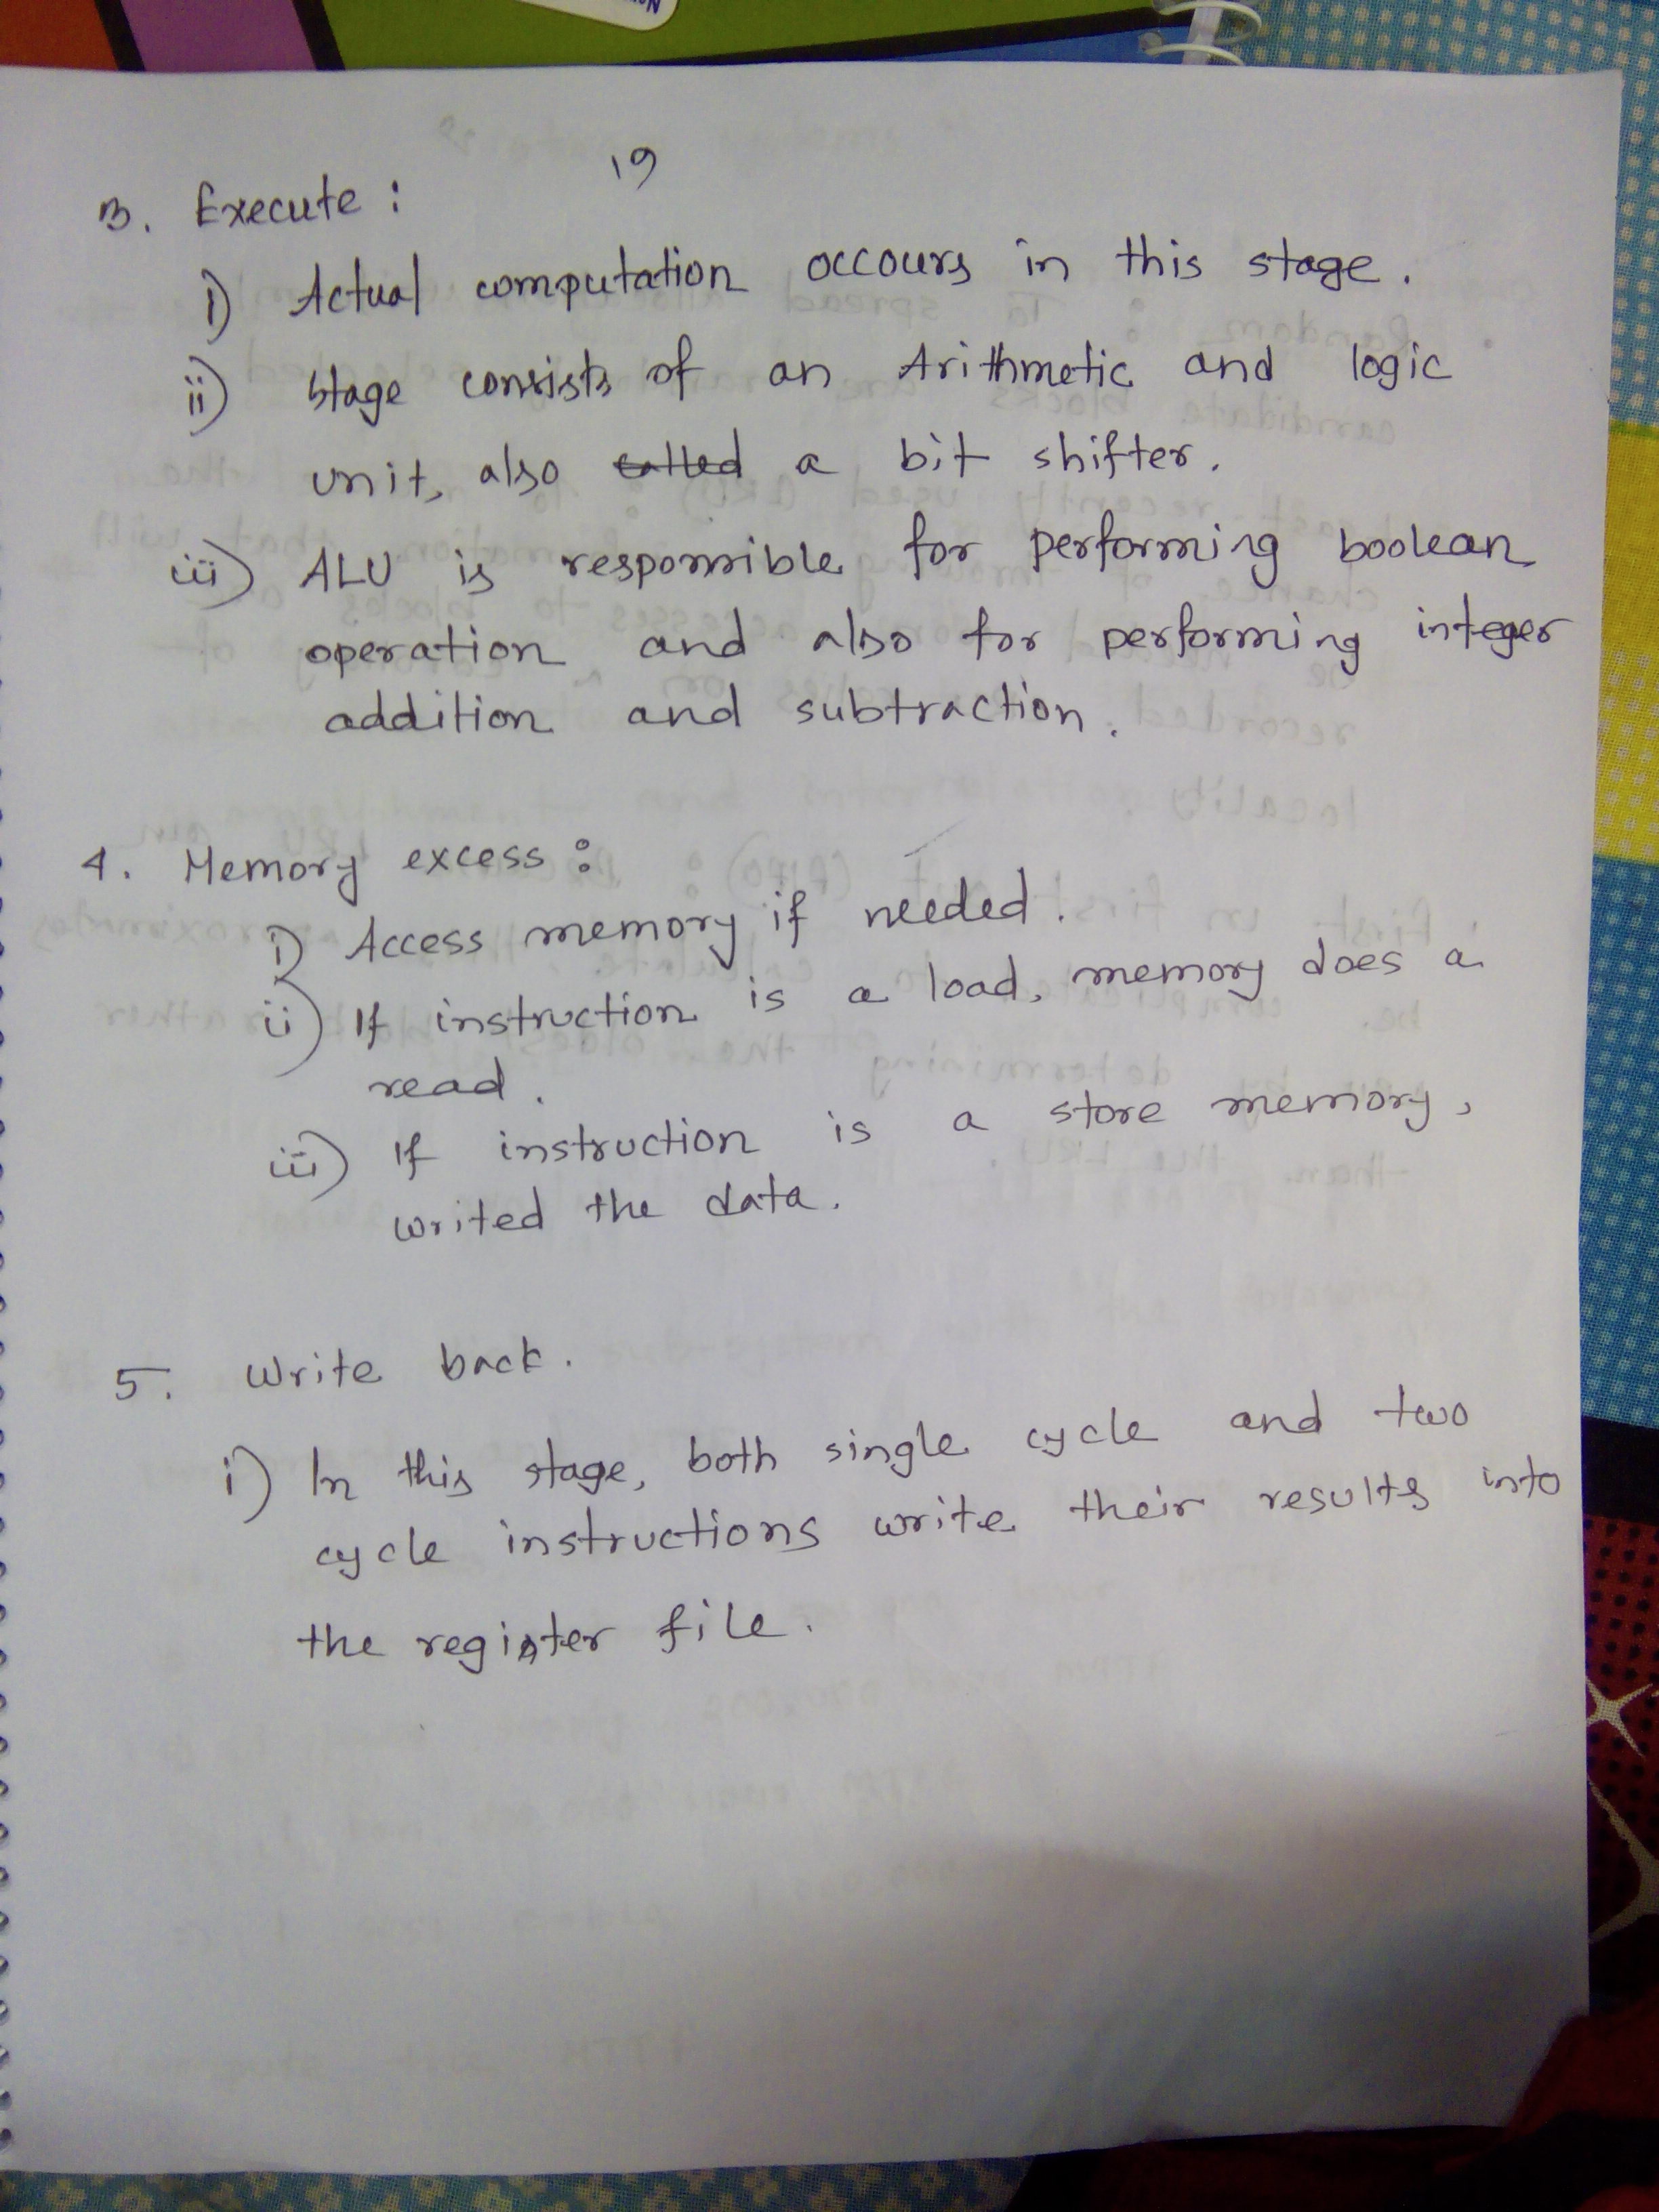 19
3. Execute :
i) Actual computation occours in this stage.
ii) stage consists of an Arithmetic and logic
unit, also called a bit shifter.
iii) ALU is responsible for performing boolean
operation and also for performing integer
addition and subtraction.
4. Memory excess :
i) Access memory if needed.
ii) If instruction is a load, memory does a
read.
iii) If instruction is a store memory,
writed the data.
5. Write back.
i) In this stage, both single cycle and two
cycle instructions write their results into
the register file.